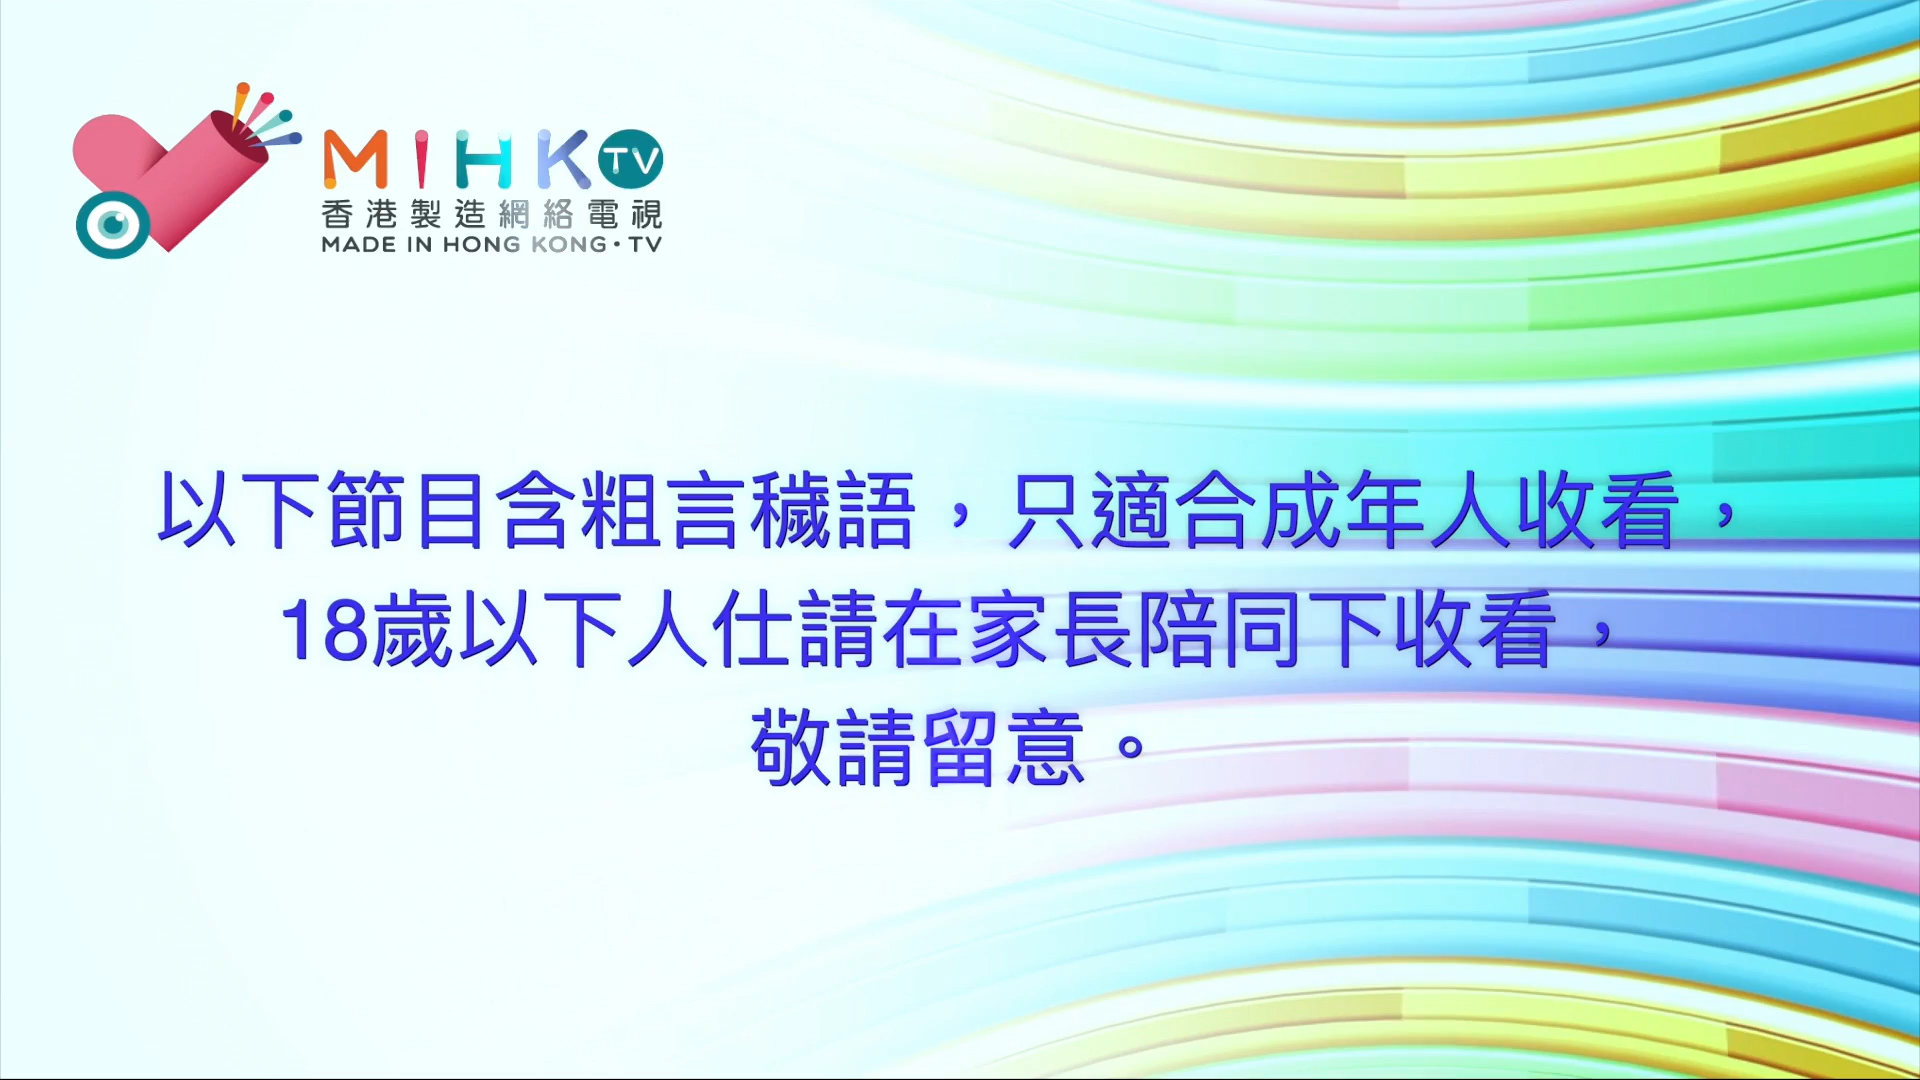 MIHK TV
香港製造網絡電視
MADE IN HONG KONG・TV
以下節目含粗言穢語，只適合成年人收看，
18歲以下人仕請在家長陪同下收看，
敬請留意。